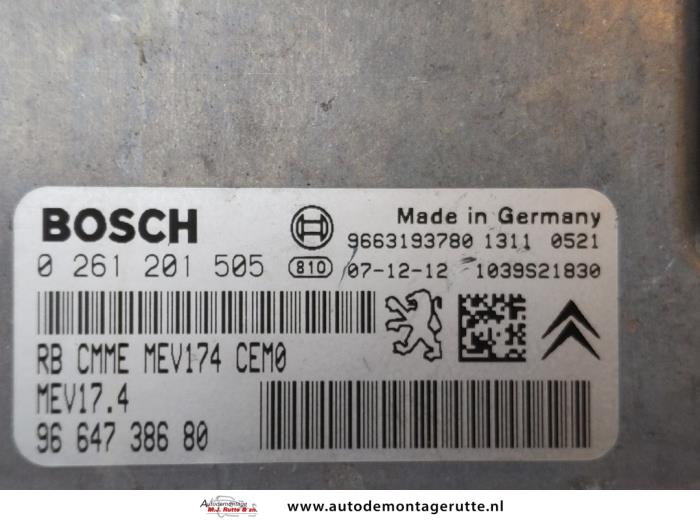 BOSCH
Made in Germany
9663193780 1311 0521
0 261 201 505 810 07-12-12 1039S21830
RB CMME MEV174 CEM0
MEV17.4
96 647 386 80
Autodemontage
M.J. Rutte & zn.
www.autodemontagerutte.nl